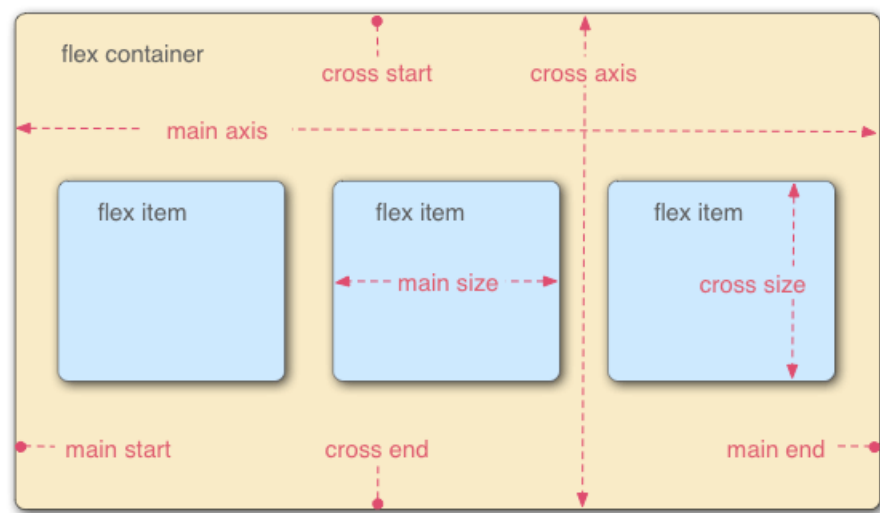 flex container
cross start
cross axis
main axis
flex item
flex item
flex item
main size
cross size
main start
cross end
main end